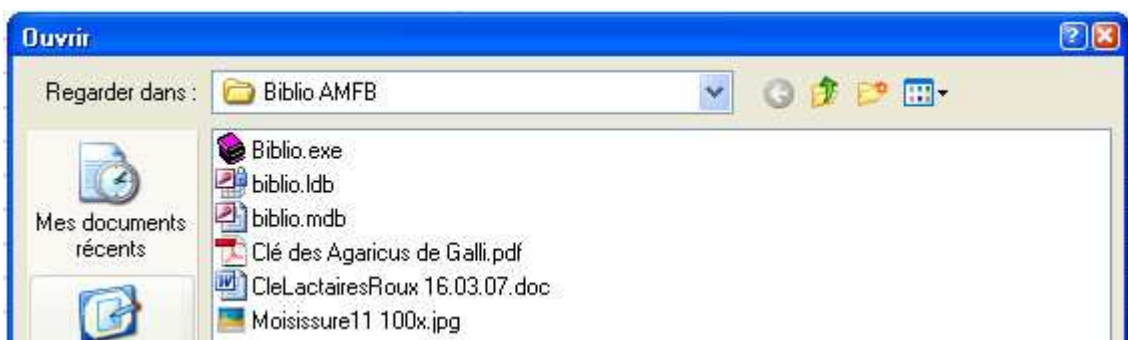 Ouvrir
Regarder dans :
Biblio AMFB
Mes documents
récents
Biblio.exe
biblio.ldb
biblio.mdb
Clé des Agaricus de Galli.pdf
CleLactairesRoux 16.03.07.doc
Moisissure11 100x.jpg